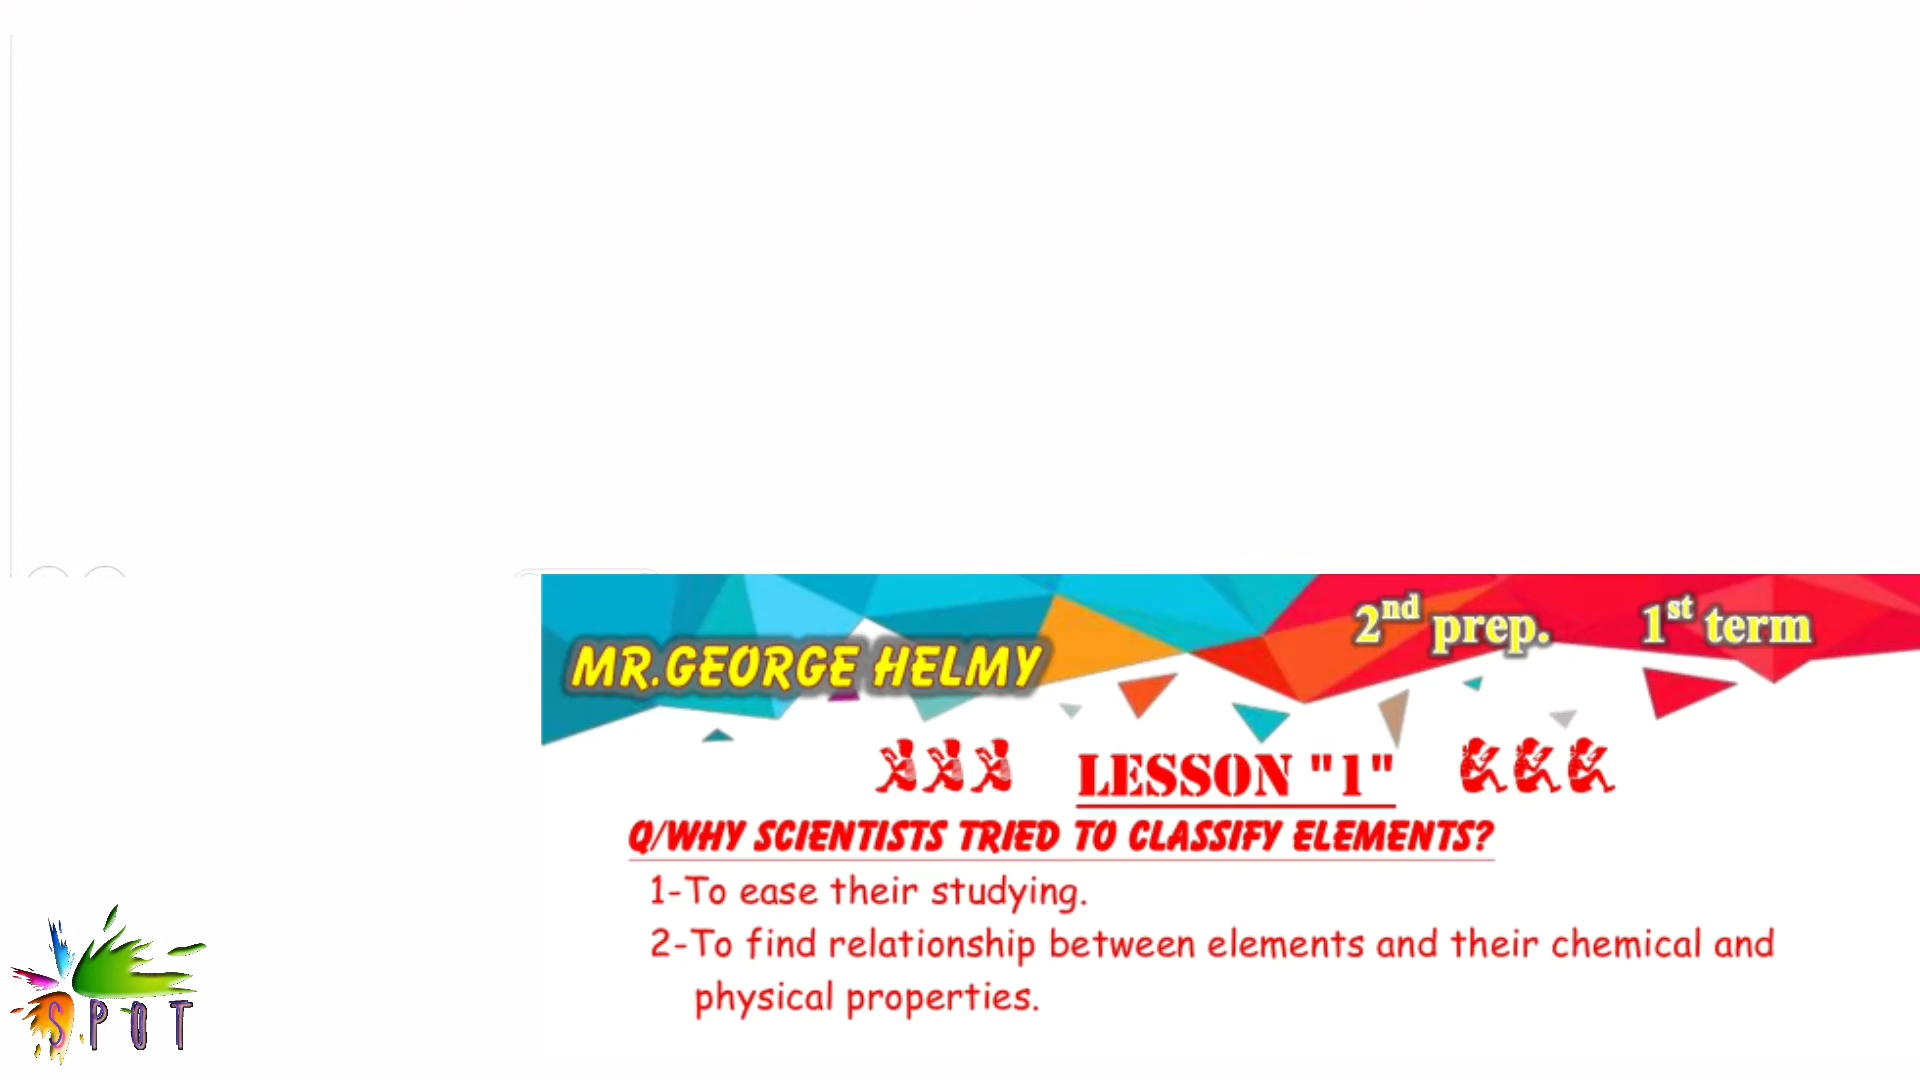 2nd prep. 1st term
MR.GEORGE HELMY
LESSON "1"
Q/WHY SCIENTISTS TRIED TO CLASSIFY ELEMENTS?
1-To ease their studying.
2-To find relationship between elements and their chemical and
physical properties.
SPOT